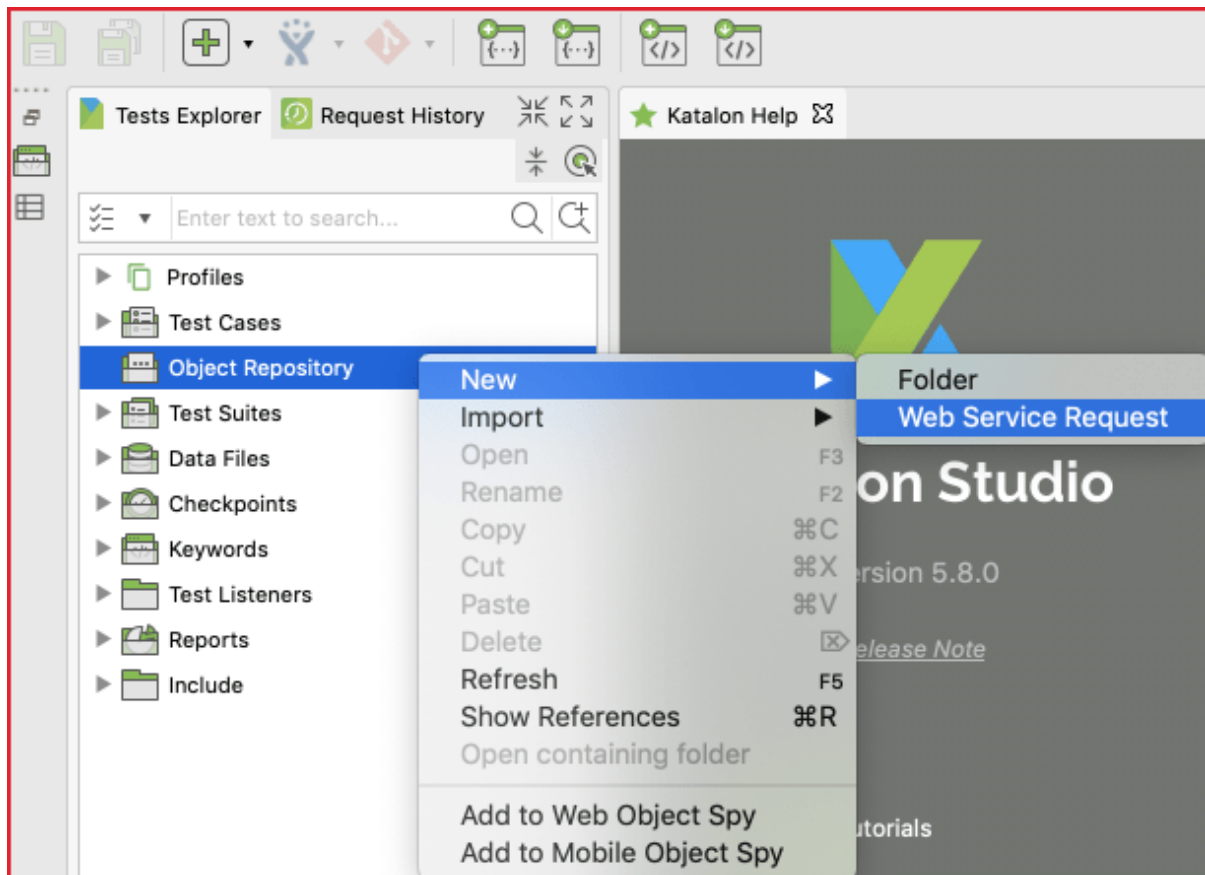 Tests Explorer
Request History
Katalon Help
Enter text to search...
Profiles
Test Cases
Object Repository
Test Suites
Data Files
Checkpoints
Keywords
Test Listeners
Reports
Include
New
Import
Open F3
Rename F2
Copy ⌘C
Cut ⌘X
Paste ⌘V
Delete ⌦
Refresh F5
Show References ⌘R
Open containing folder
Add to Web Object Spy
Add to Mobile Object Spy
Folder
Web Service Request
on Studio
ersion 5.8.0
elease Note
utorials